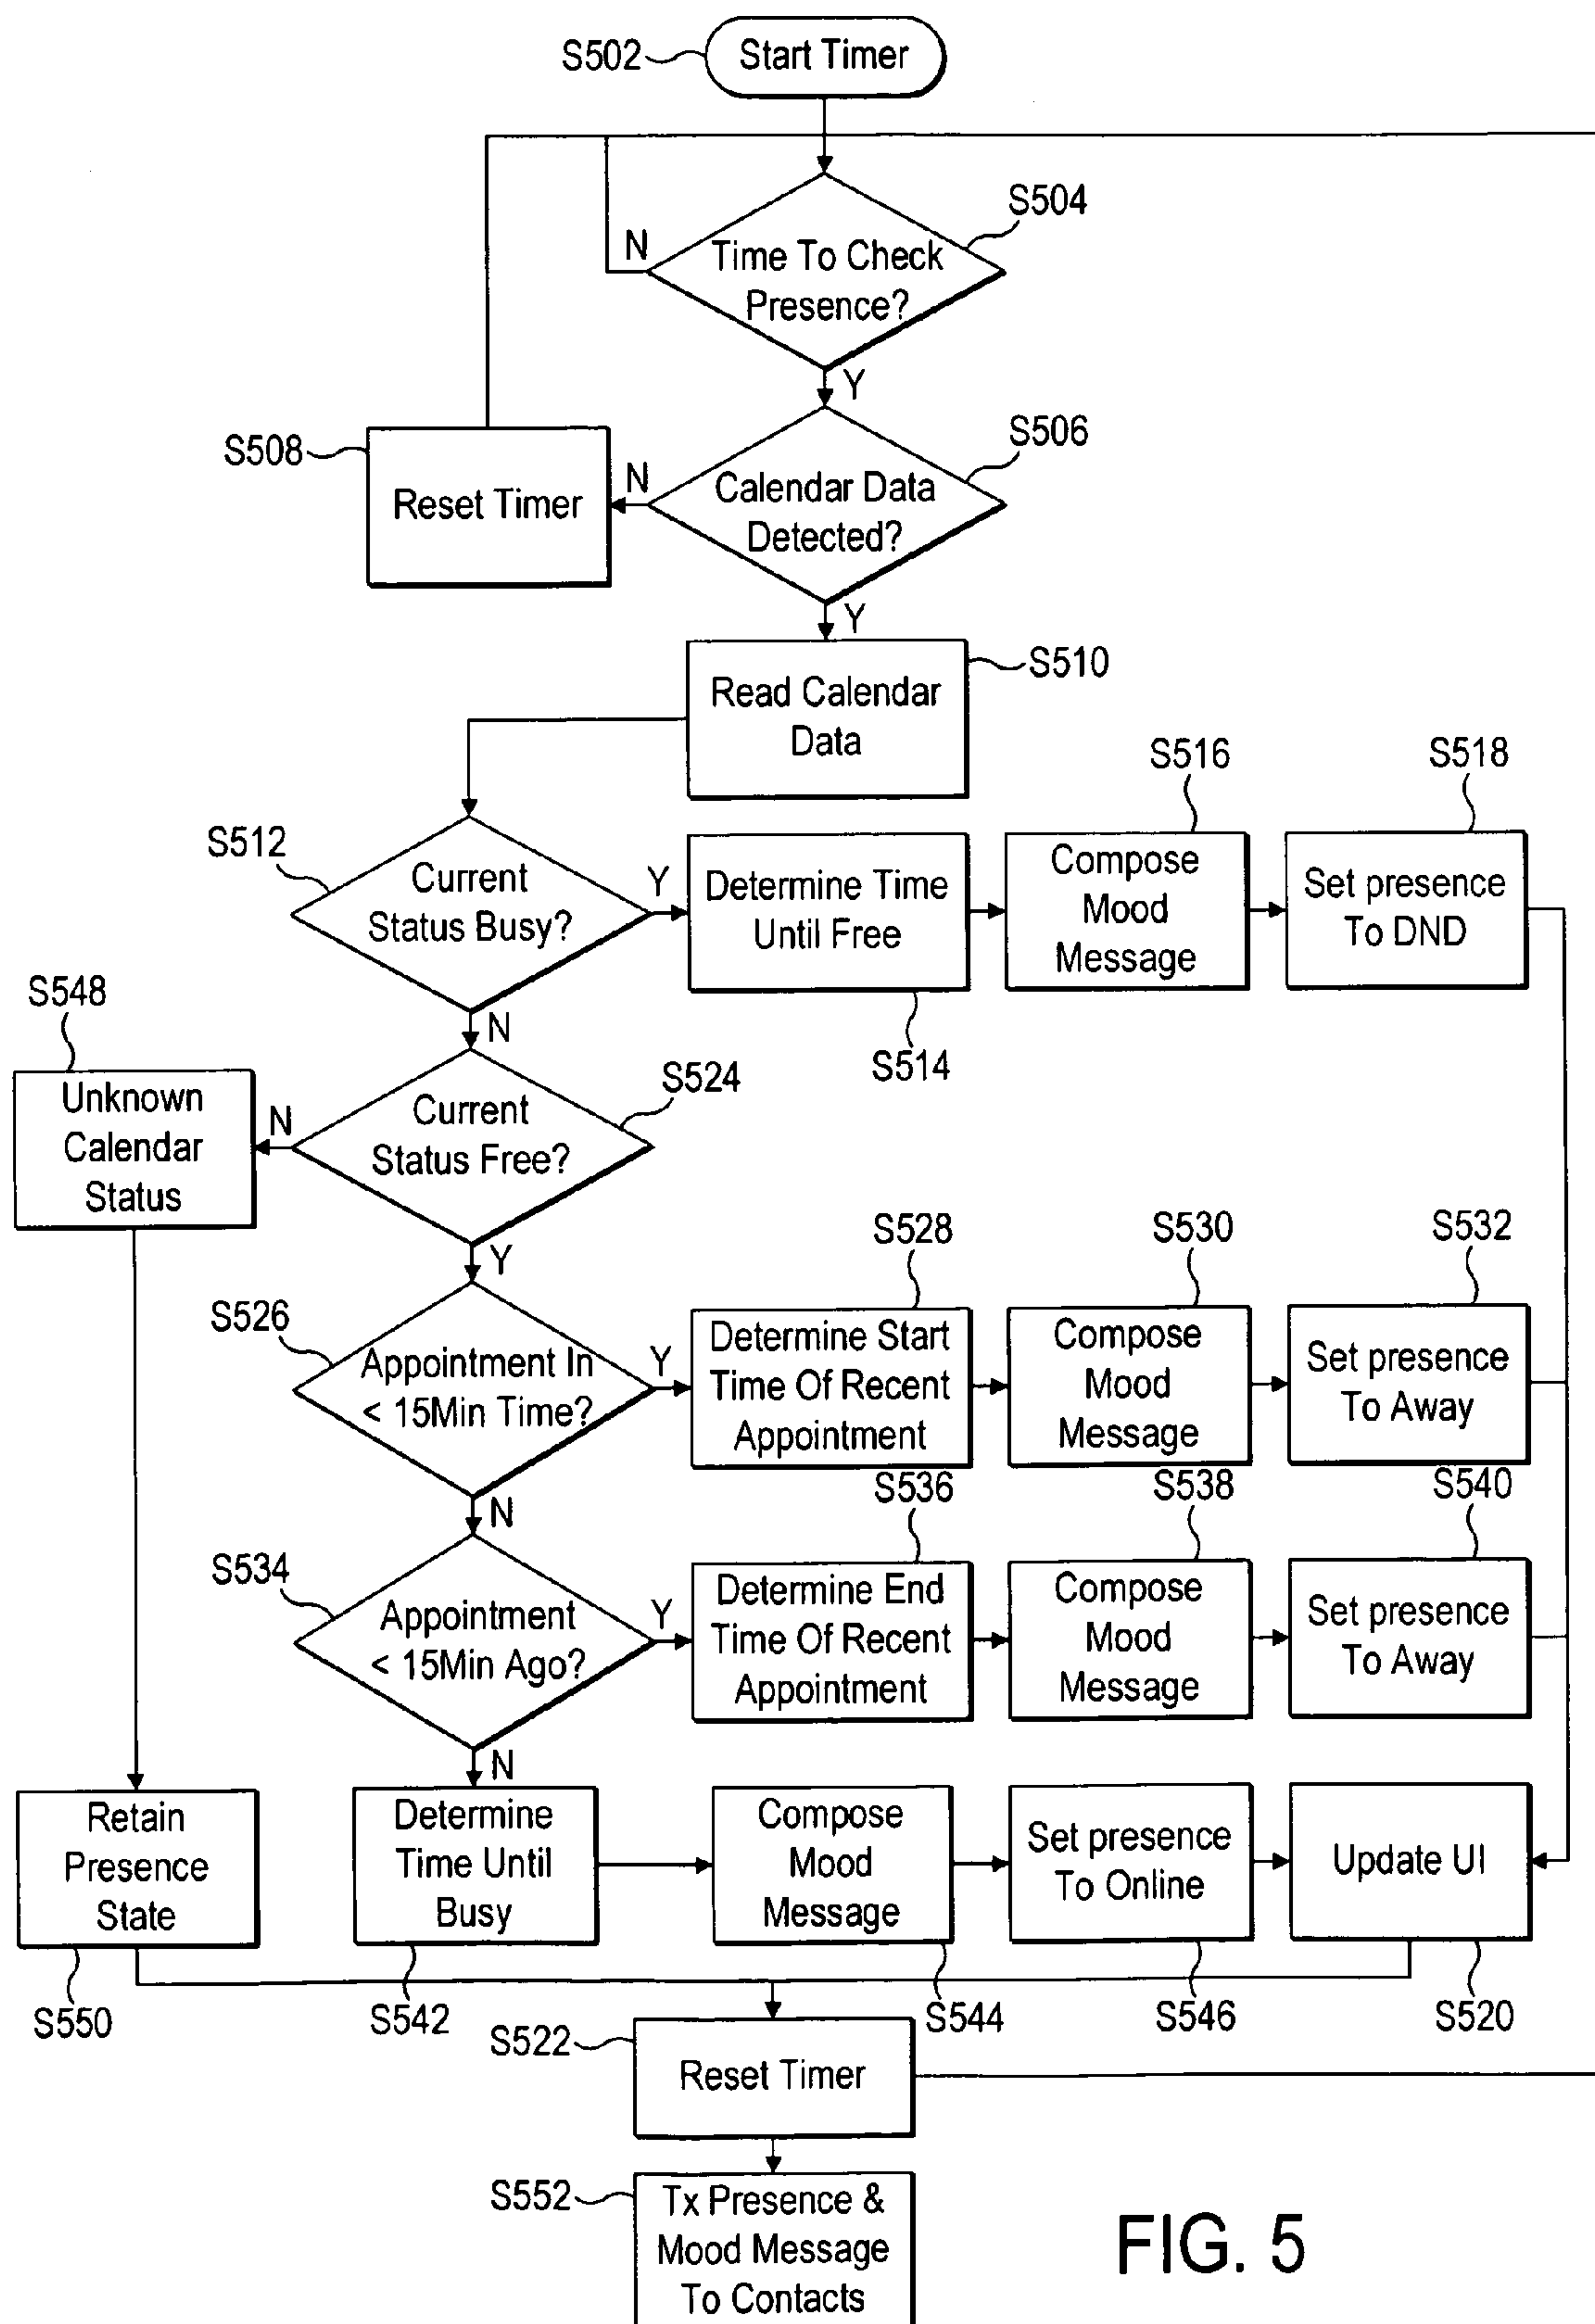 S502
Start Timer
S504
N
Time To Check
Presence?
Y
S506
S508
N
Calendar Data
Detected?
Reset Timer
Y
S510
Read Calendar
Data
S516
S518
S512
Current
Status Busy?
Y
Determine Time
Until Free
Compose
Mood
Message
Set presence
To DND
S548
N
S514
S524
Unknown
Calendar
Status
N
Current
Status Free?
S528
S530
S532
Y
S526
Appointment In
< 15Min Time?
Y
Determine Start
Time Of Recent
Appointment
Compose
Mood
Message
Set presence
To Away
S536
S538
S540
N
S534
Appointment
< 15Min Ago?
Y
Determine End
Time Of Recent
Appointment
Compose
Mood
Message
Set presence
To Away
N
Retain
Presence
State
Determine
Time Until
Busy
Compose
Mood
Message
Set presence
To Online
Update UI
S550
S542
S544
S546
S520
S522
Reset Timer
S552
Tx Presence &
Mood Message
To Contacts
FIG. 5